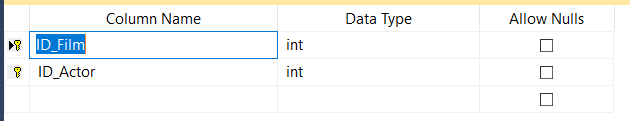 Column Name Data Type Allow Nulls
ID_Film int
ID_Actor int